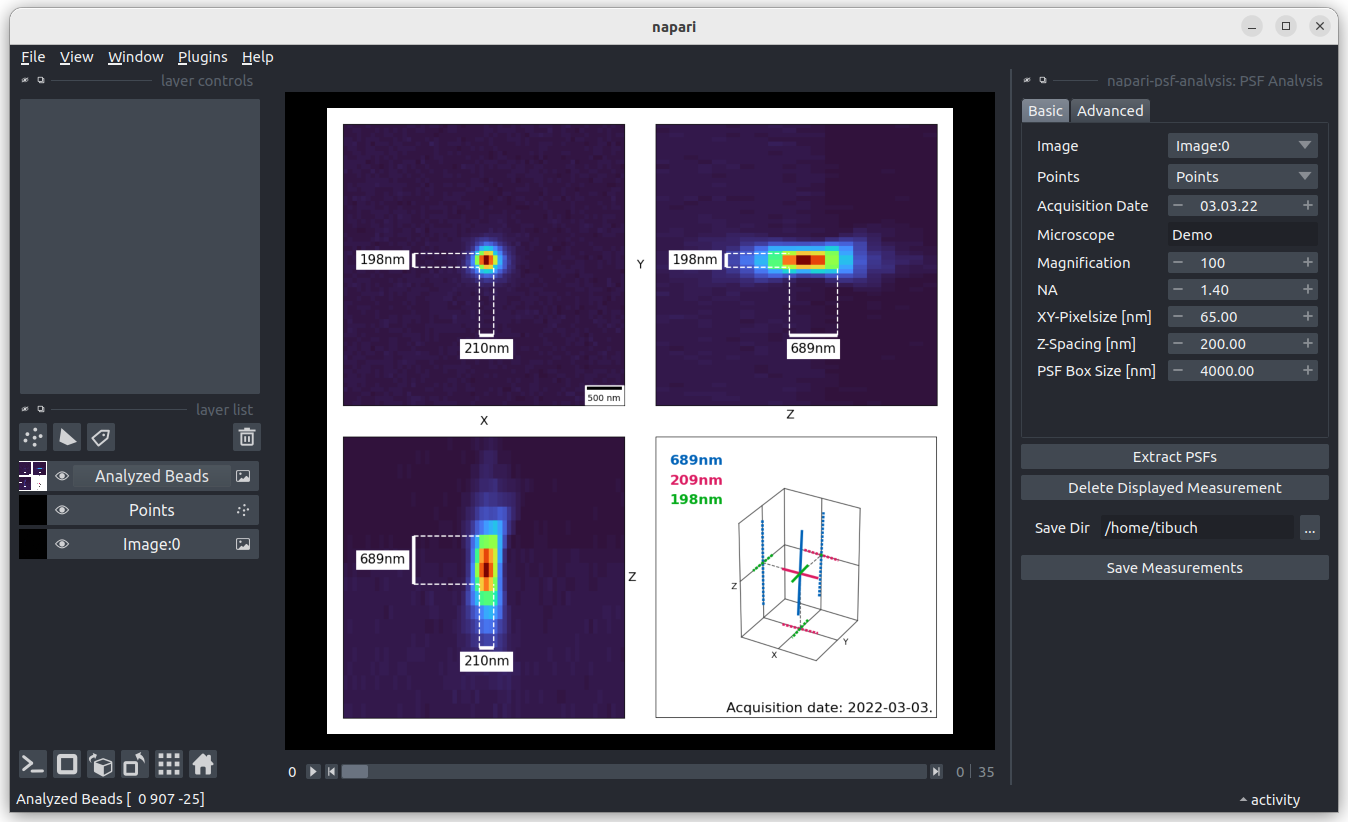 napari
File View Window Plugins Help
layer controls
layer list
Analyzed Beads
Points
Image:0
198nm
210nm
500 nm
X
Y
198nm
689nm
Z
689nm
210nm
Z
689nm
209nm
198nm
Z
X
Y
Acquisition date: 2022-03-03.
0
0 | 35
napari-psf-analysis: PSF Analysis
Basic Advanced
Image Image:0
Points Points
Acquisition Date − 03.03.22 +
Microscope Demo
Magnification − 100 +
NA − 1.40 +
XY-Pixelsize [nm] − 65.00 +
Z-Spacing [nm] − 200.00 +
PSF Box Size [nm] − 4000.00 +
Extract PSFs
Delete Displayed Measurement
Save Dir /home/tibuch ...
Save Measurements
Analyzed Beads [ 0 907 -25]
activity